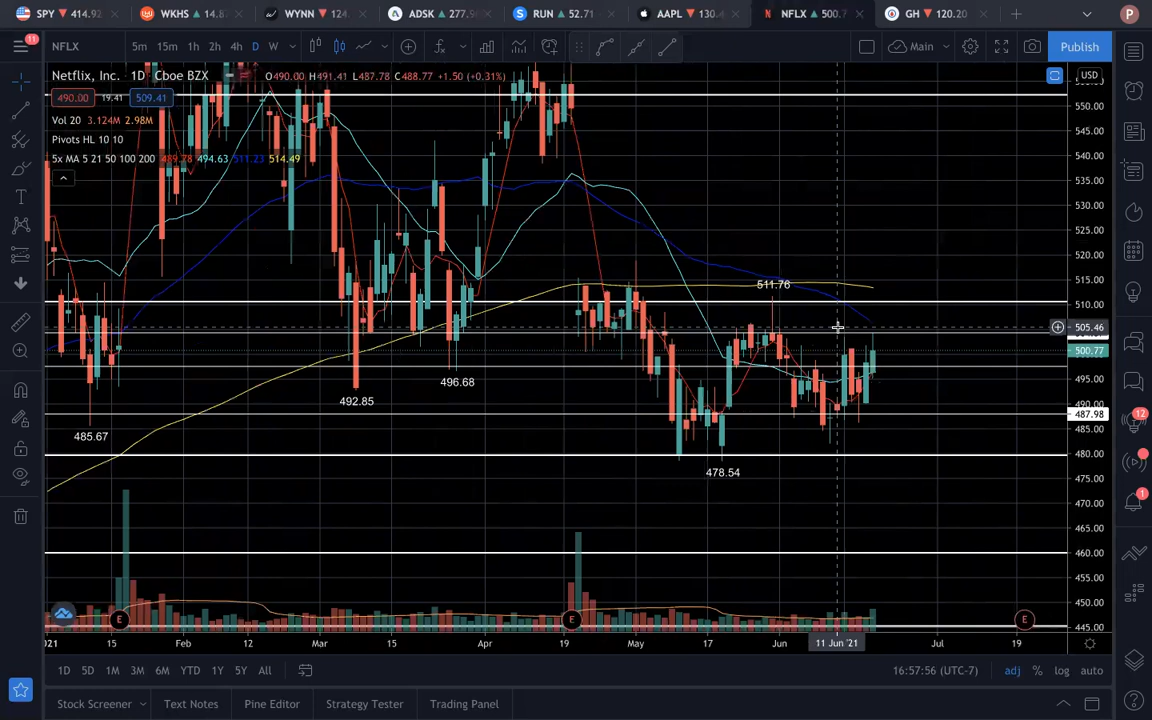 SPY 414.92
WKHS 14.8
WYNN 124.
ADSK 277.9
RUN 52.71
AAPL 130.
NFLX 500.7
GH 120.20
P
11
NFLX
5m 15m 1h 2h 4h D W
Main
Publish
Netflix, Inc. 1D Cboe BZX
O490.00 H491.41 L487.78 C488.77 +1.50 (+0.31%)
USD
490.00 19.41 509.41
Vol 20 3.124M 2.98M
Pivots HL 10 10
5x MA 5 21 50 100 200 489.78 494.63 511.23 514.49
550.00
545.00
540.00
535.00
530.00
525.00
520.00
515.00
510.00
505.46
500.77
495.00
490.00
487.98
485.00
480.00
475.00
470.00
465.00
460.00
455.00
450.00
445.00
511.76
496.68
492.85
485.67
478.54
12
1
E
E
E
021
Feb
12
Mar
15
Apr
19
May
17
Jun
11 Jun '21
Jul
19
1D 5D 1M 3M 6M YTD 1Y 5Y All
16:57:56 (UTC-7)
adj % log auto
Stock Screener
Text Notes
Pine Editor
Strategy Tester
Trading Panel